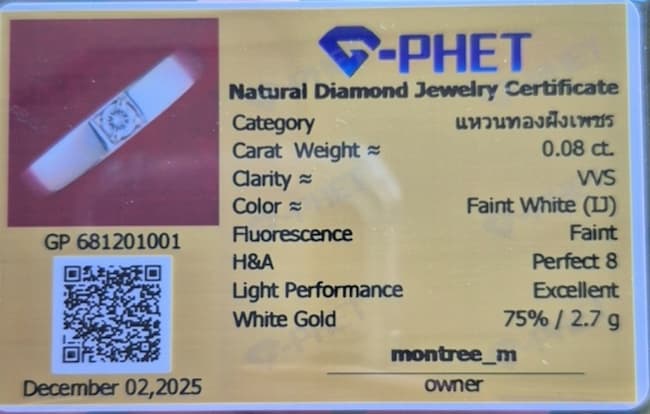 G-PHET
Natural Diamond Jewelry Certificate
Category แหวนทองฝังเพชร
Carat Weight ≈ 0.08 ct.
Clarity ≈ VVS
Color ≈ Faint White (IJ)
Fluorescence Faint
H&A Perfect 8
Light Performance Excellent
White Gold 75% / 2.7 g
montree_m
owner
GP 681201001
December 02,2025